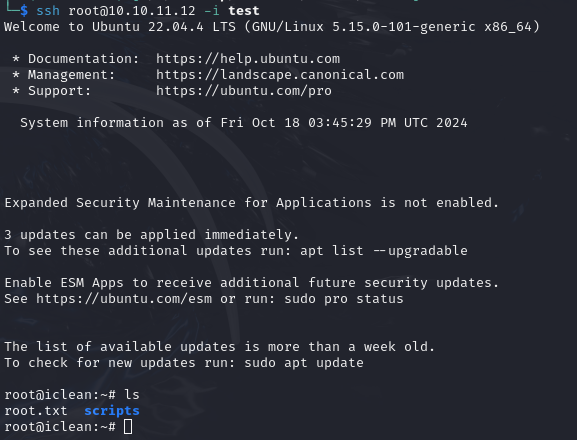 └─$ ssh root@10.10.11.12 -i test
Welcome to Ubuntu 22.04.4 LTS (GNU/Linux 5.15.0-101-generic x86_64)
* Documentation:  https://help.ubuntu.com
* Management:     https://landscape.canonical.com
* Support:        https://ubuntu.com/pro
System information as of Fri Oct 18 03:45:29 PM UTC 2024
Expanded Security Maintenance for Applications is not enabled.
3 updates can be applied immediately.
To see these additional updates run: apt list --upgradable
Enable ESM Apps to receive additional future security updates.
See https://ubuntu.com/esm or run: sudo pro status
The list of available updates is more than a week old.
To check for new updates run: sudo apt update
root@iclean:~# ls
root.txt  scripts
root@iclean:~#